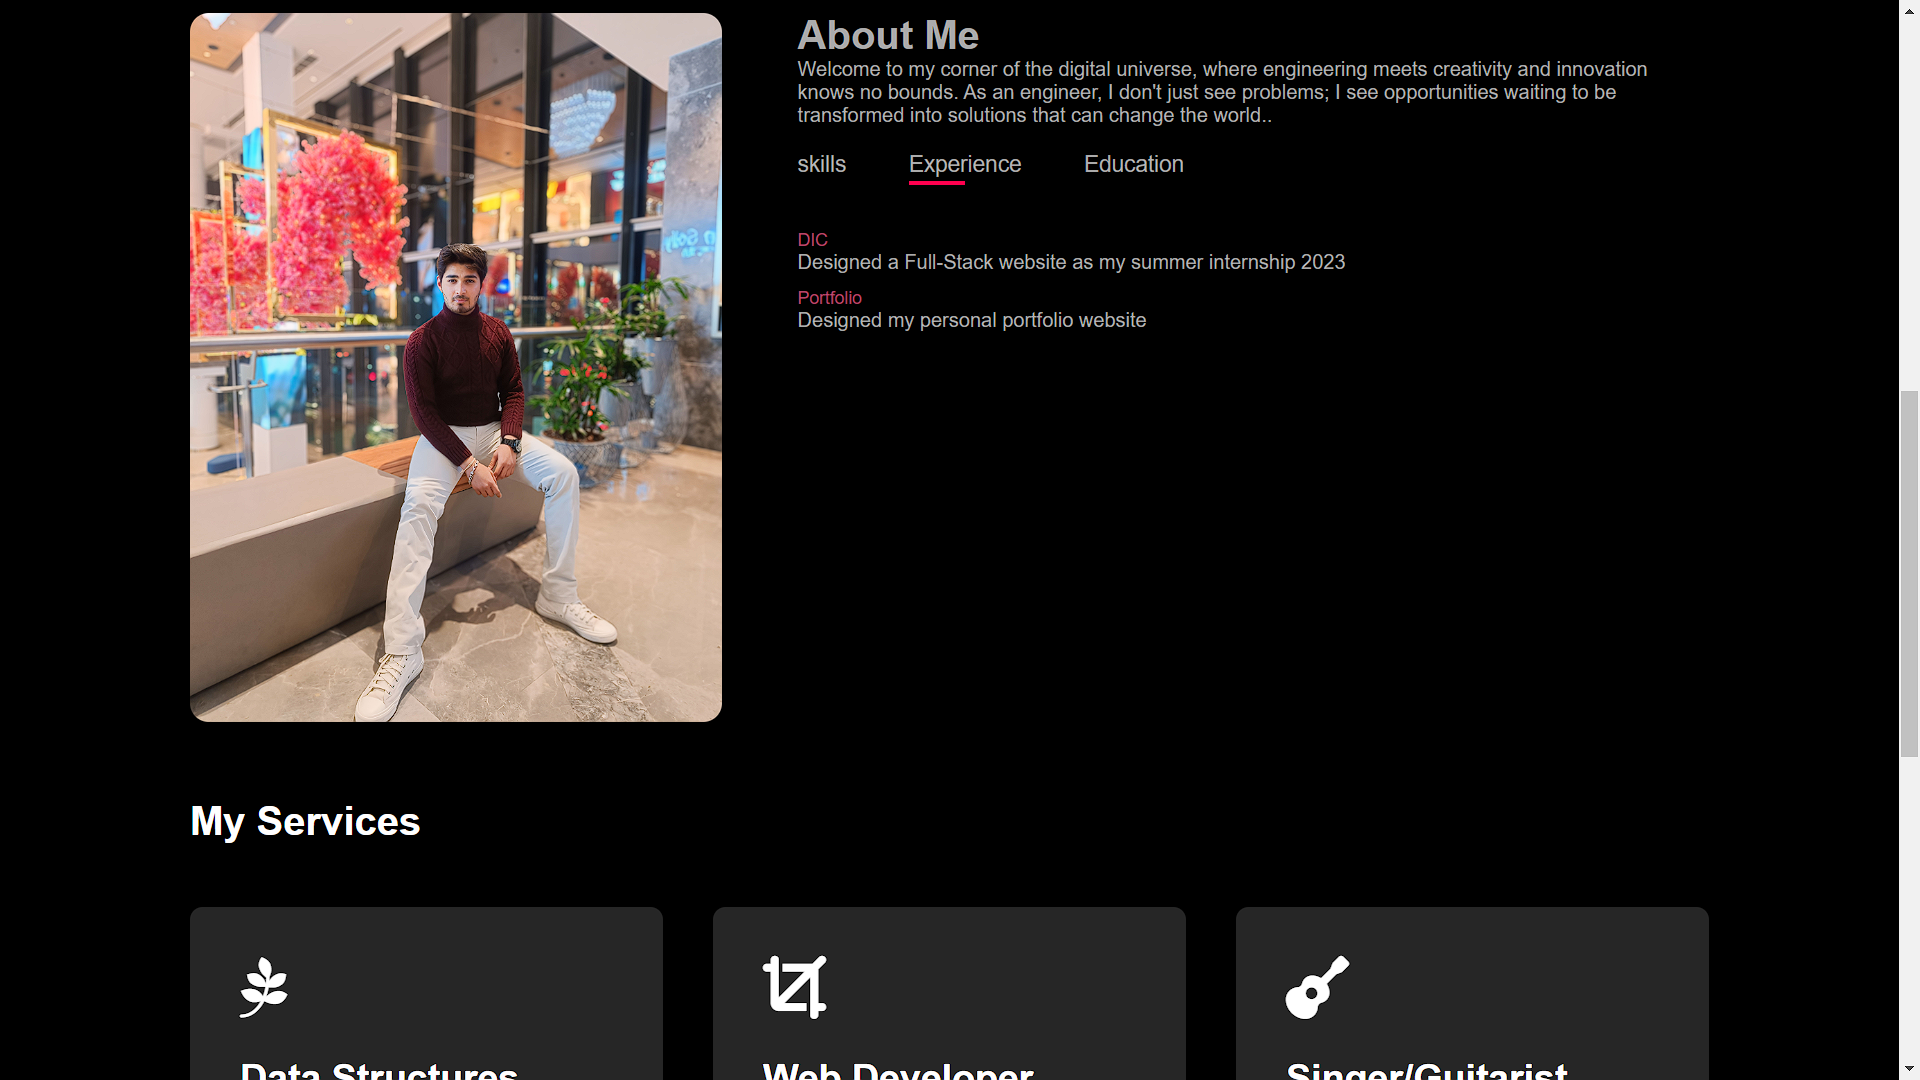 About Me
Welcome to my corner of the digital universe, where engineering meets creativity and innovation
knows no bounds. As an engineer, I don't just see problems; I see opportunities waiting to be
transformed into solutions that can change the world..
skills Experience Education
DIC
Designed a Full-Stack website as my summer internship 2023
Portfolio
Designed my personal portfolio website
My Services
Data Structures Web Developer Singer/Guitarist